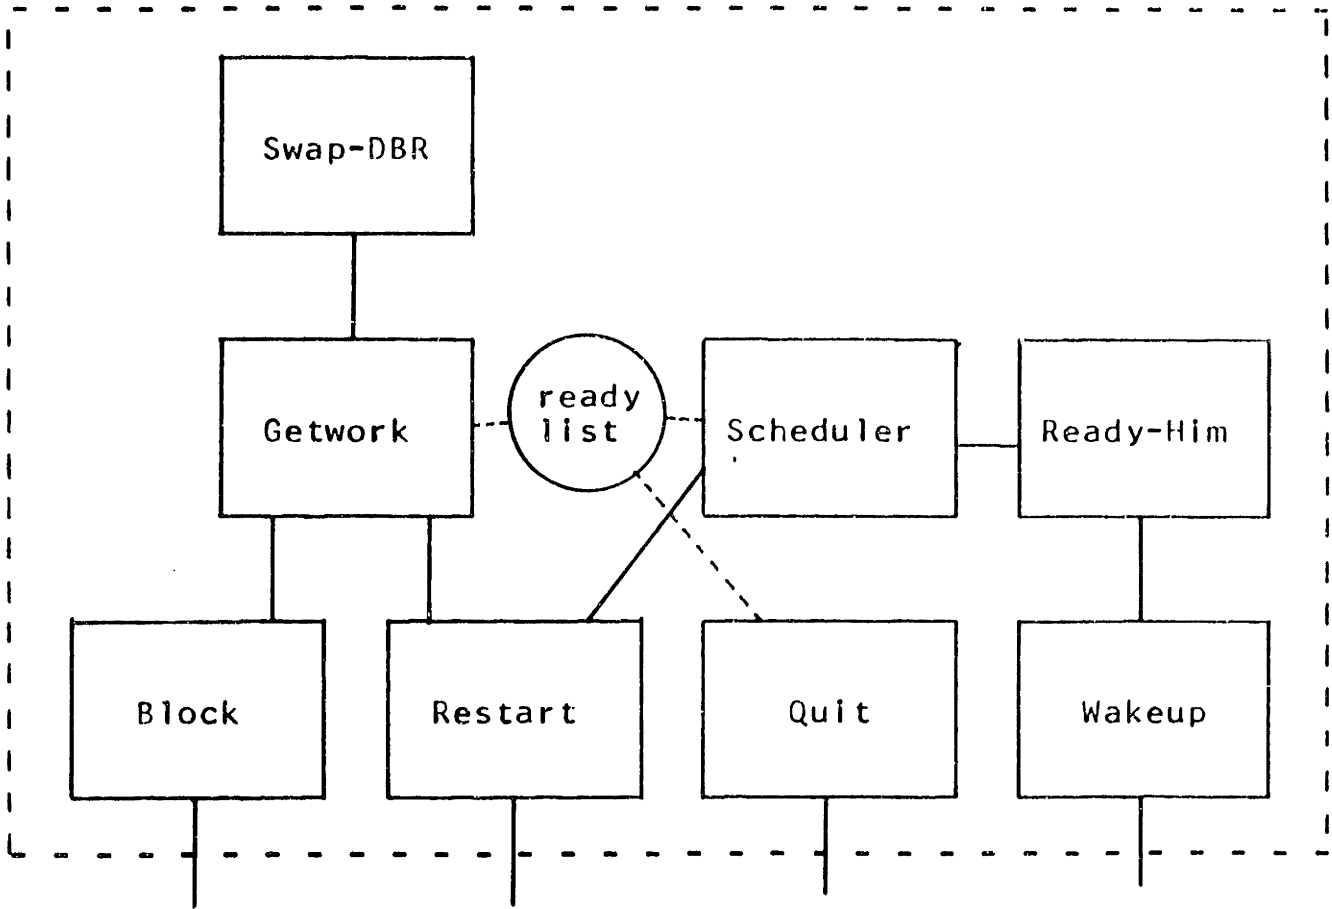 Swap-DBR
Getwork
ready
list
Scheduler
Ready-Him
Block
Restart
Quit
Wakeup